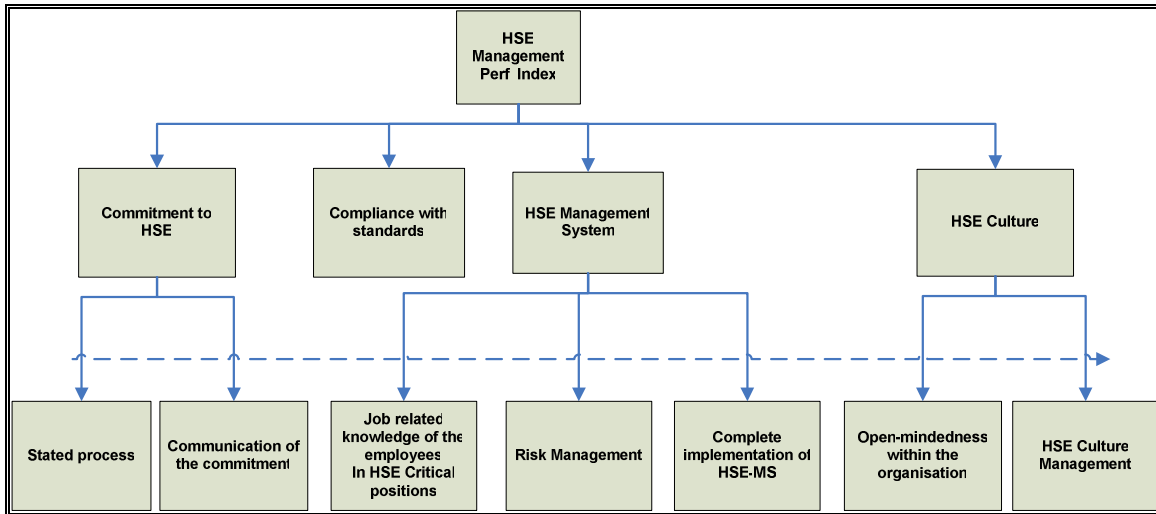 HSE
Management
Perf Index
Commitment to
HSE
Compliance with
standards
HSE Management
System
HSE Culture
Stated process
Communication of
the commitment
Job related
knowledge of the
employees
In HSE Critical
positions
Risk Management
Complete
implementation of
HSE-MS
Open-mindedness
within the
organisation
HSE Culture
Management